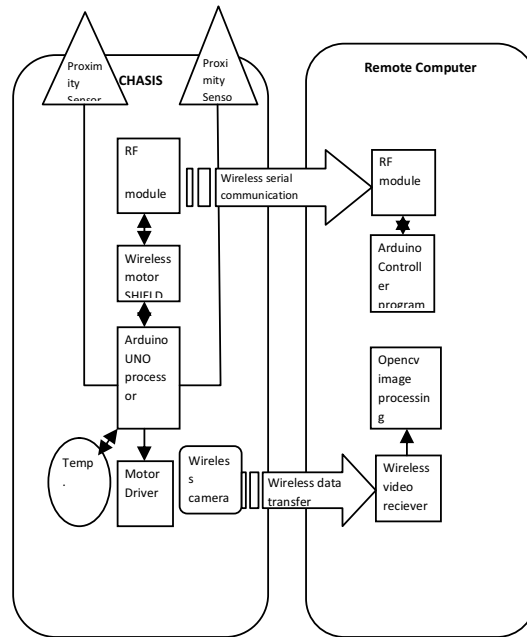 Proxim
ity
Sensor
CHASIS
Proxi
mity
Senso
Remote Computer
RF
module
Wireless serial
communication
RF
module
Wireless
motor
SHIELD
Arduino
Controll
er
program
Arduino
UNO
process
or
Opencv
image
processin
g
Temp
.
Motor
Driver
Wireles
s
camera
Wireless data
transfer
Wireless
video
reciever